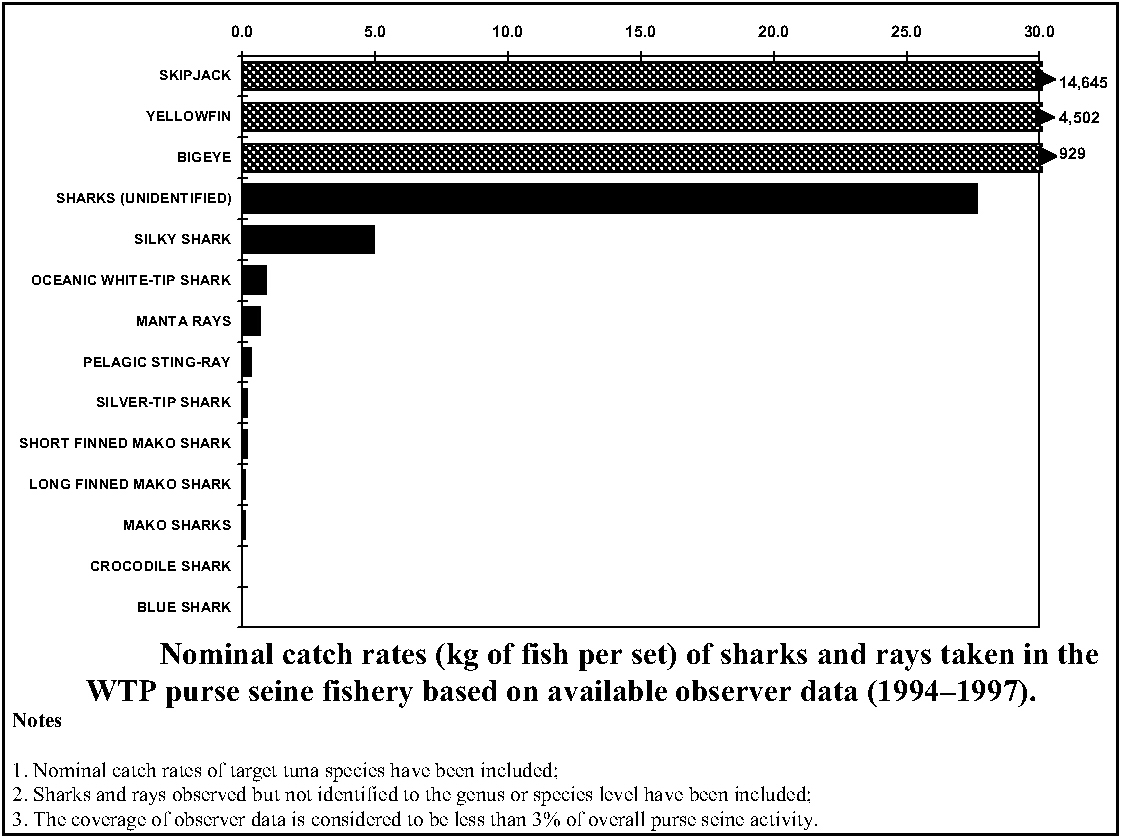 0.0 5.0 10.0 15.0 20.0 25.0 30.0
SKIPJACK 14,645
YELLOWFIN 4,502
BIGEYE 929
SHARKS (UNIDENTIFIED)
SILKY SHARK
OCEANIC WHITE-TIP SHARK
MANTA RAYS
PELAGIC STING-RAY
SILVER-TIP SHARK
SHORT FINNED MAKO SHARK
LONG FINNED MAKO SHARK
MAKO SHARKS
CROCODILE SHARK
BLUE SHARK
Nominal catch rates (kg of fish per set) of sharks and rays taken in the
WTP purse seine fishery based on available observer data (1994–1997).
Notes
1. Nominal catch rates of target tuna species have been included;
2. Sharks and rays observed but not identified to the genus or species level have been included;
3. The coverage of observer data is considered to be less than 3% of overall purse seine activity.